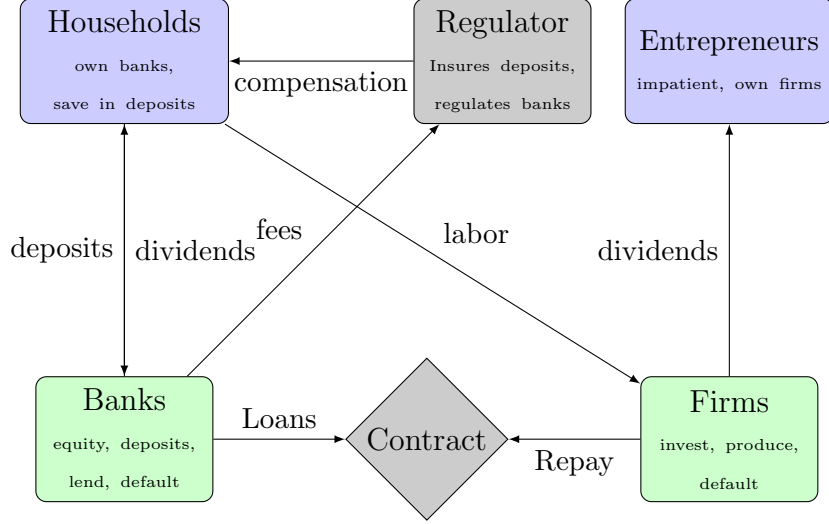 Households
own banks,
save in deposits
Regulator
Insures deposits,
regulates banks
Entrepreneurs
impatient, own firms
compensation
deposits
dividends
fees
labor
dividends
Banks
equity, deposits,
lend, default
Loans
Contract
Repay
Firms
invest, produce,
default